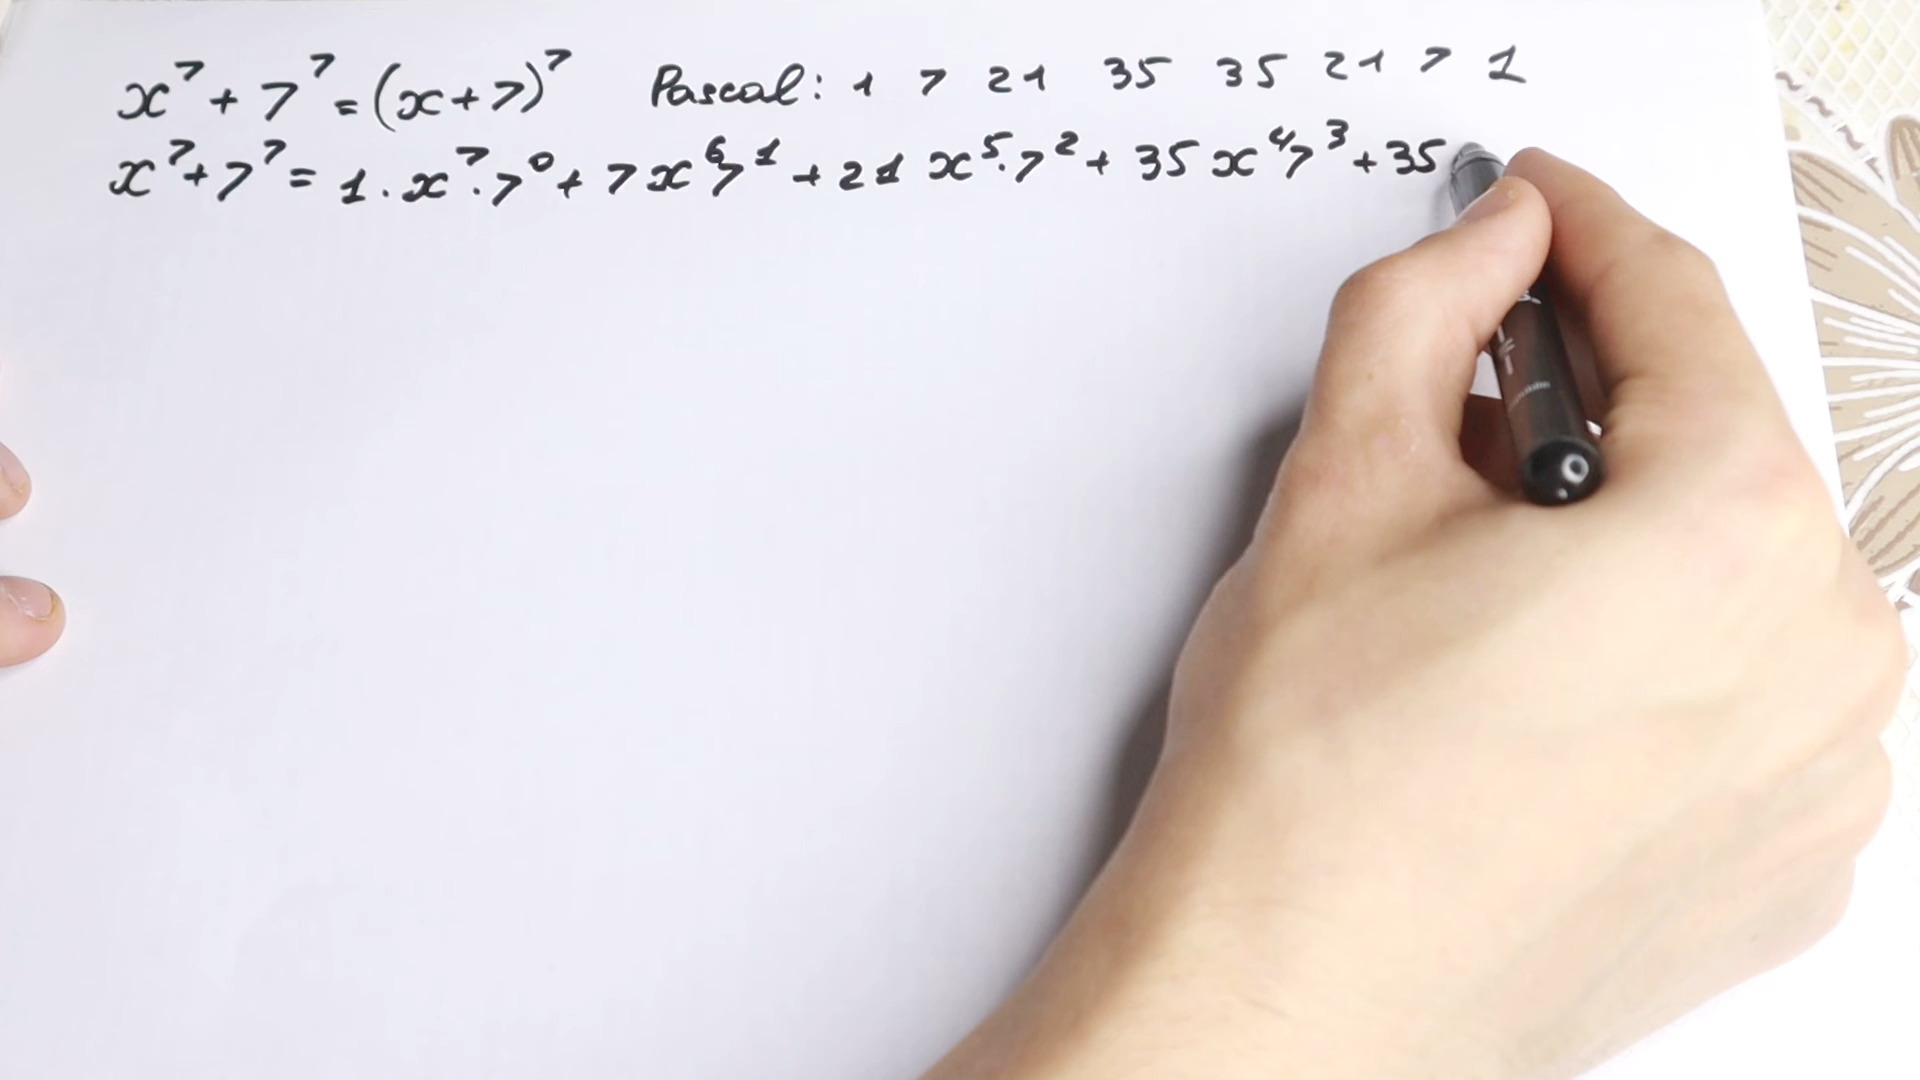 x⁷ + 7⁷ = (x+7)⁷ Pascal: 1 7 21 35 35 21 7 1
x⁷ + 7⁷ = 1 · x⁷ · 7⁰ + 7x⁶7¹ + 21 x⁵ · 7² + 35 x⁴7³ + 35